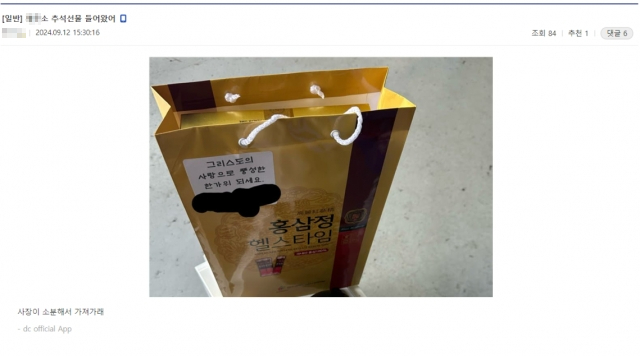 [일반] 소 추석선물 들어왔어
2024.09.12 15:30:16
조회 84 추천 1 댓글 6
그리스도의
사랑으로 풍성한
한가위 되세요.
홍삼정
헬스타임
사장이 소분해서 가져가래
- dc official App